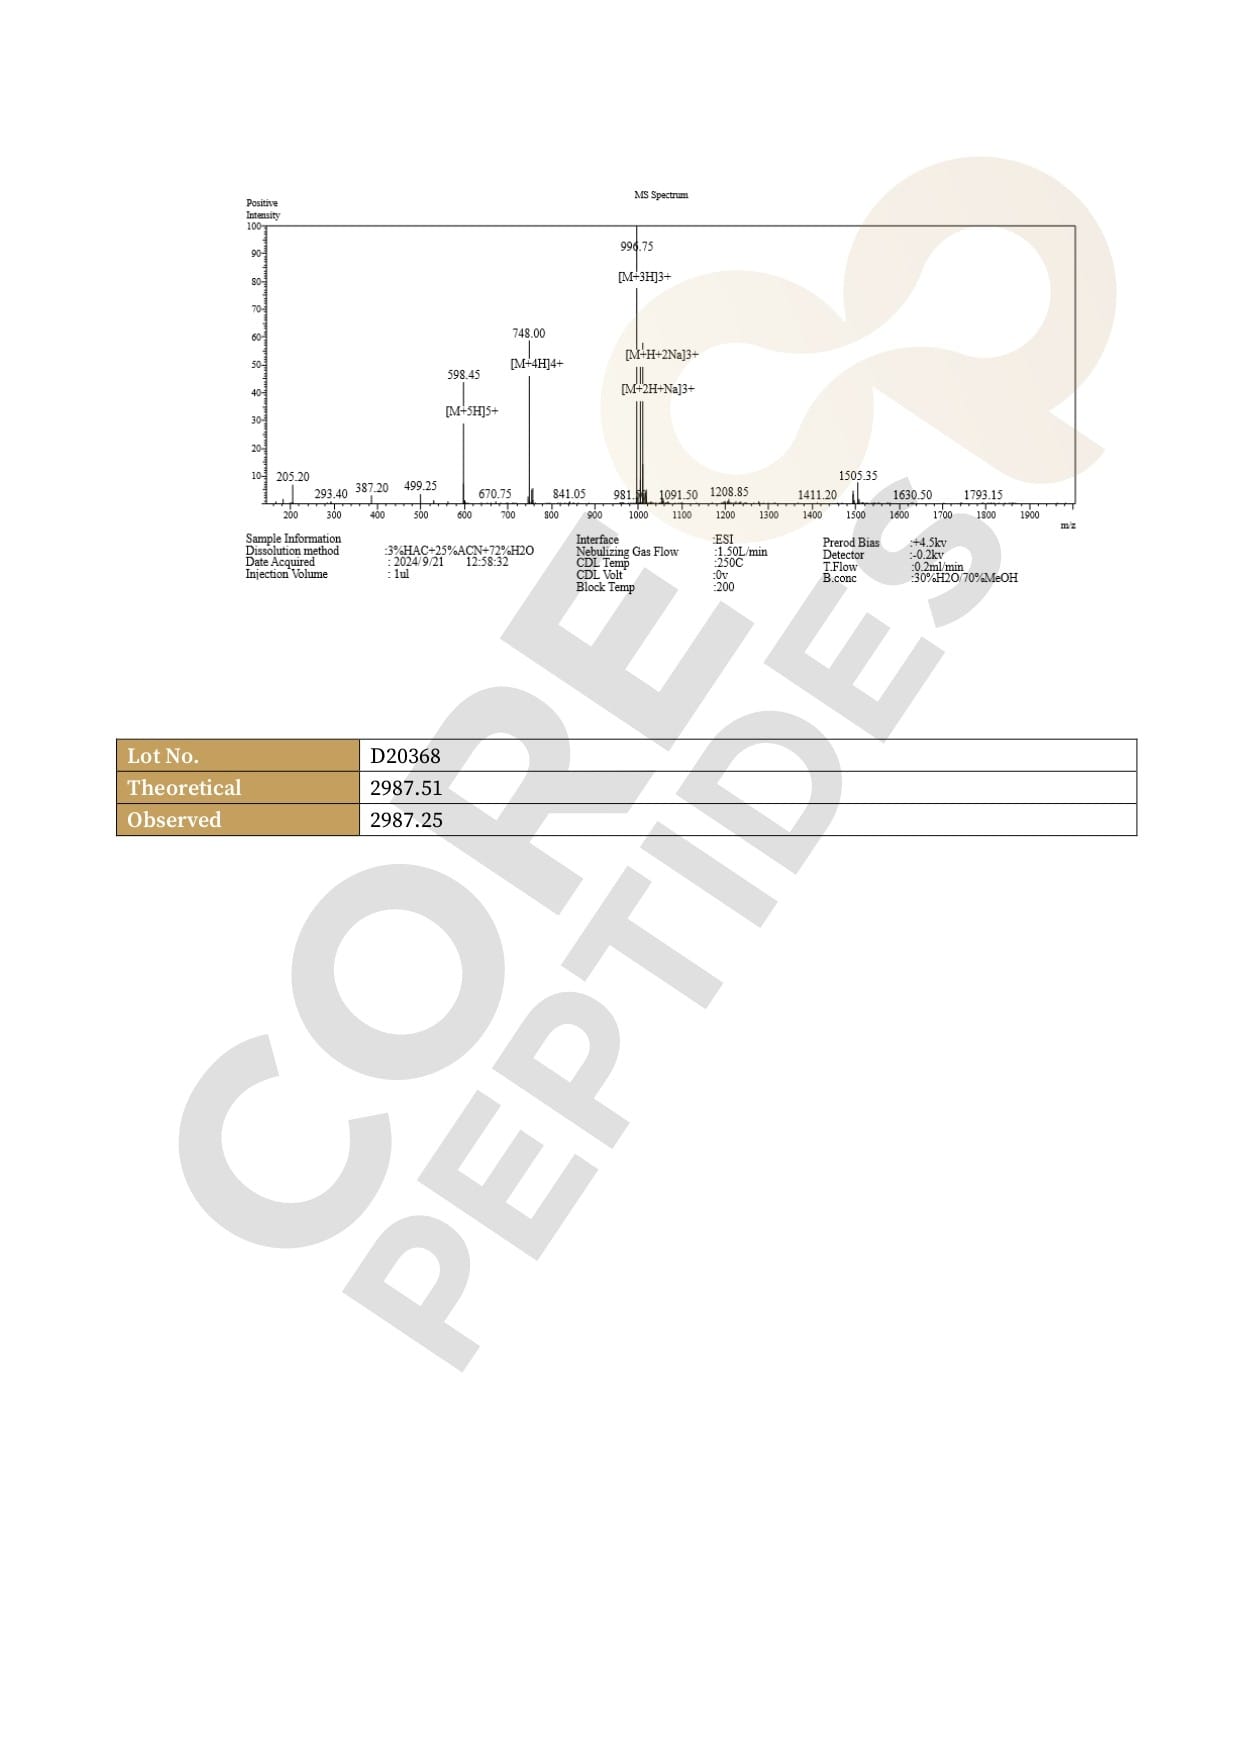 MS Spectrum
Positive
Intensity
100
90
80
70
60
50
40
30
20
10
996.75
[M+3H]3+
748.00
[M+4H]4+
[M+H+2Na]3+
598.45
[M+2H+Na]3+
[M+5H]5+
205.20 293.40 387.20 499.25 670.75 841.05 1091.50 1208.85 1411.20 1505.35 1630.50 1793.15
200 300 400 500 600 700 800 900 1000 1100 1200 1300 1400 1500 1600 1700 1800 1900
m/z
Sample Information
Dissolution method :3%HAC+25%ACN+72%H2O
Date Acquired : 2024/9/21 12:58:32
Injection Volume : 1ul
Interface :ESI
Nebulizing Gas Flow :1.50L/min
CDL Temp :250C
CDL Volt :0v
Block Temp :200
Prerod Bias :+4.5kv
Detector :-0.2kv
T.Flow :0.2ml/min
B.conc :30%H2O/70%MeOH
Lot No. D20368
Theoretical 2987.51
Observed 2987.25
CORE
PEPTIDES